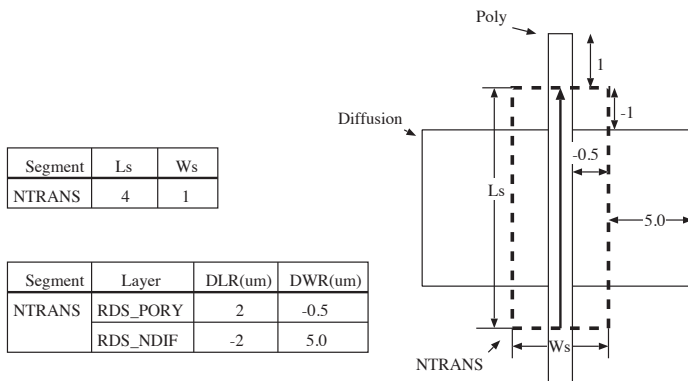 Poly
1
-1
Diffusion
-0.5
Segment Ls Ws
NTRANS 4 1
Ls
5.0
Segment Layer DLR(um) DWR(um)
NTRANS RDS_PORY 2 -0.5
RDS_NDIF -2 5.0
Ws
NTRANS